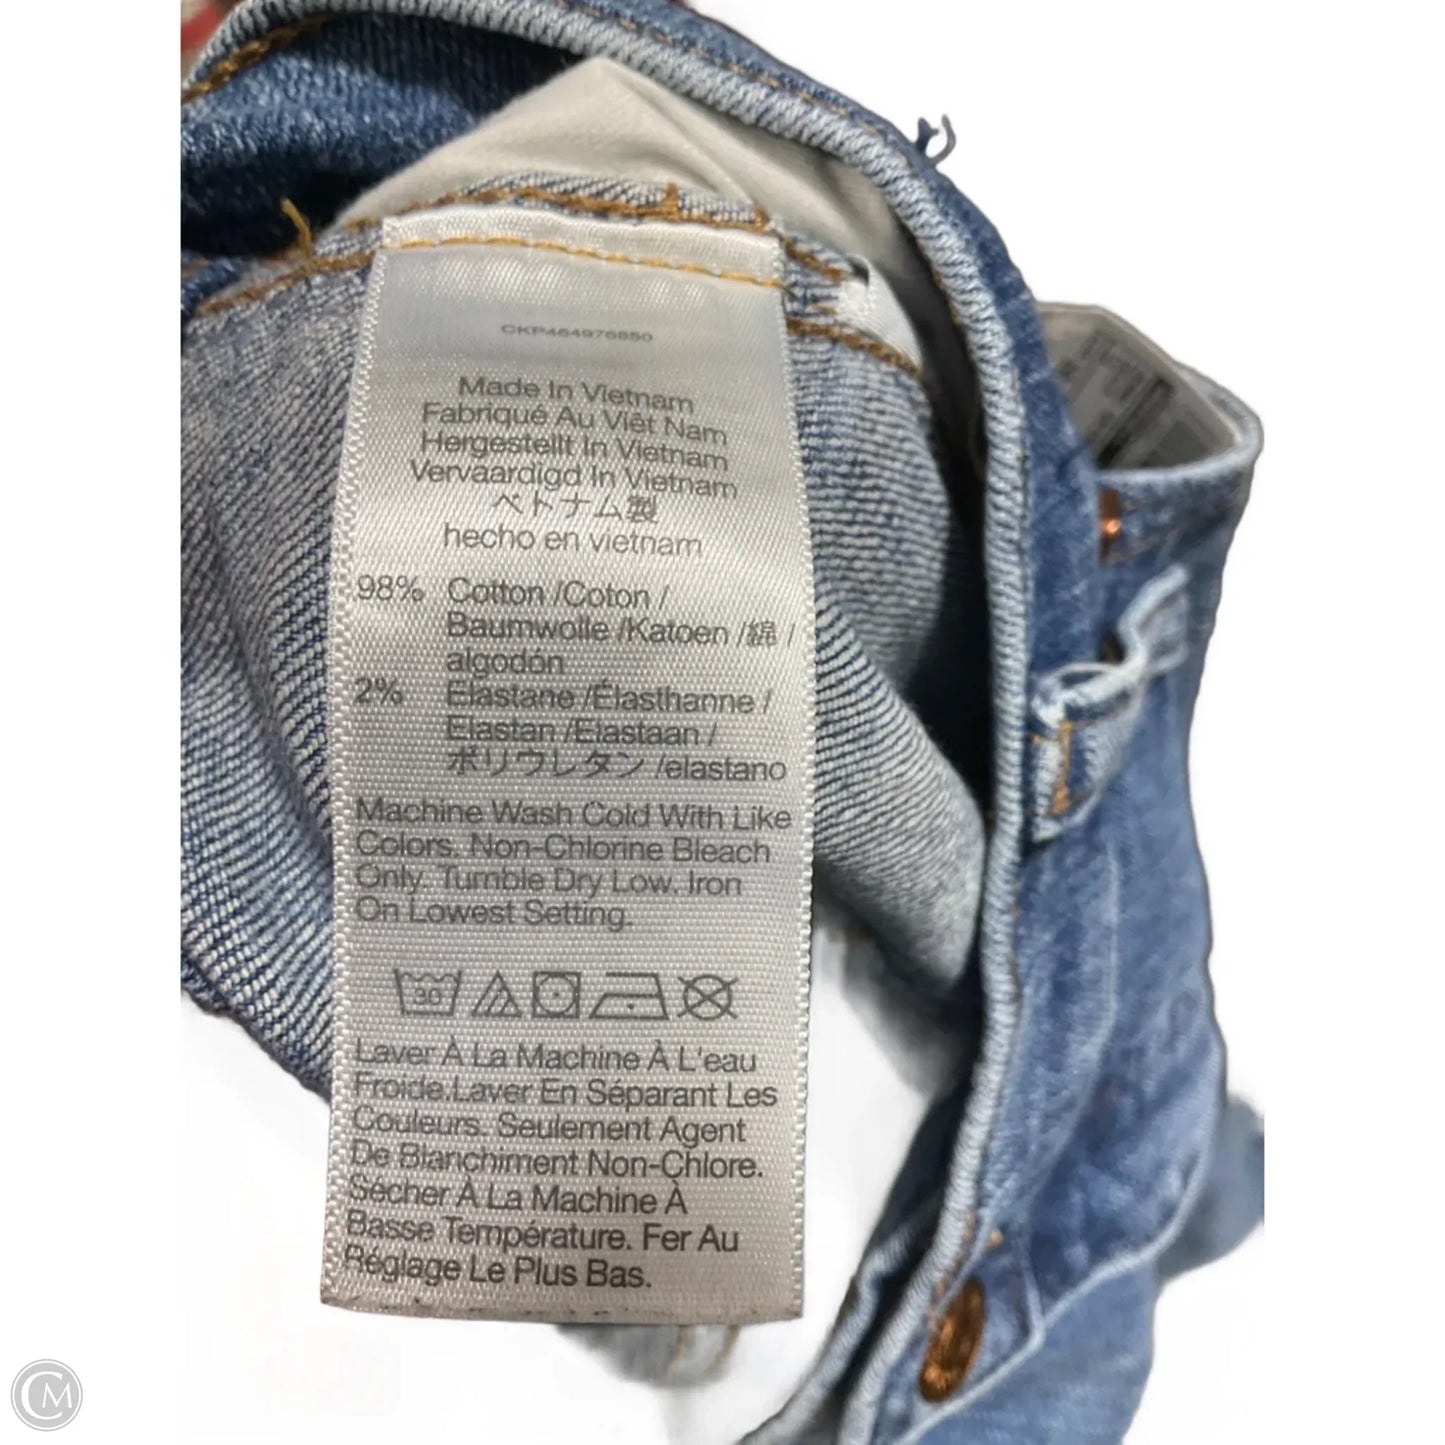 CKP464976850
Made In Vietnam
Fabriqué Au Viêt Nam
Hergestellt In Vietnam
Vervaardigd In Vietnam
ベトナム製
hecho en vietnam
98% Cotton /Coton /
Baumwolle /Katoen /綿 /
algodón
2% Elastane /Élasthanne /
Elastan /Elastaan /
ポリウレタン /elastano
Machine Wash Cold With Like
Colors. Non-Chlorine Bleach
Only. Tumble Dry Low. Iron
On Lowest Setting.
30
Laver À La Machine À L'eau
Froide.Laver En Séparant Les
Couleurs. Seulement Agent
De Blanchiment Non-Chlore.
Sécher À La Machine À
Basse Température. Fer Au
Réglage Le Plus Bas.
CM